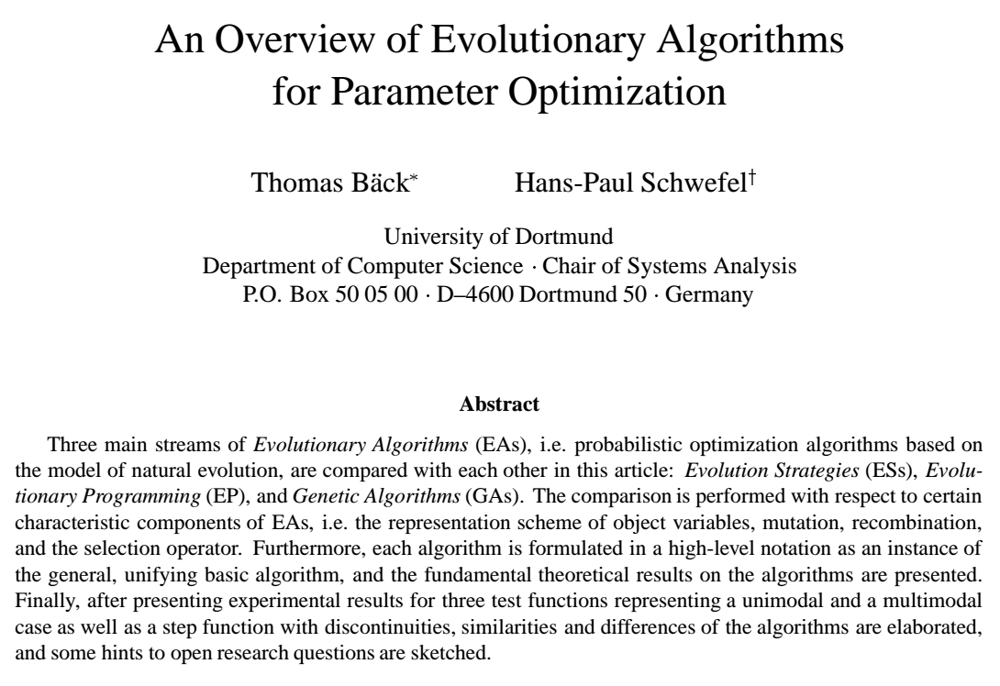 An Overview of Evolutionary Algorithms
for Parameter Optimization
Thomas Bäck* Hans-Paul Schwefel†
University of Dortmund
Department of Computer Science · Chair of Systems Analysis
P.O. Box 50 05 00 · D–4600 Dortmund 50 · Germany
Abstract
Three main streams of Evolutionary Algorithms (EAs), i.e. probabilistic optimization algorithms based on
the model of natural evolution, are compared with each other in this article: Evolution Strategies (ESs), Evolu-
tionary Programming (EP), and Genetic Algorithms (GAs). The comparison is performed with respect to certain
characteristic components of EAs, i.e. the representation scheme of object variables, mutation, recombination,
and the selection operator. Furthermore, each algorithm is formulated in a high-level notation as an instance of
the general, unifying basic algorithm, and the fundamental theoretical results on the algorithms are presented.
Finally, after presenting experimental results for three test functions representing a unimodal and a multimodal
case as well as a step function with discontinuities, similarities and differences of the algorithms are elaborated,
and some hints to open research questions are sketched.